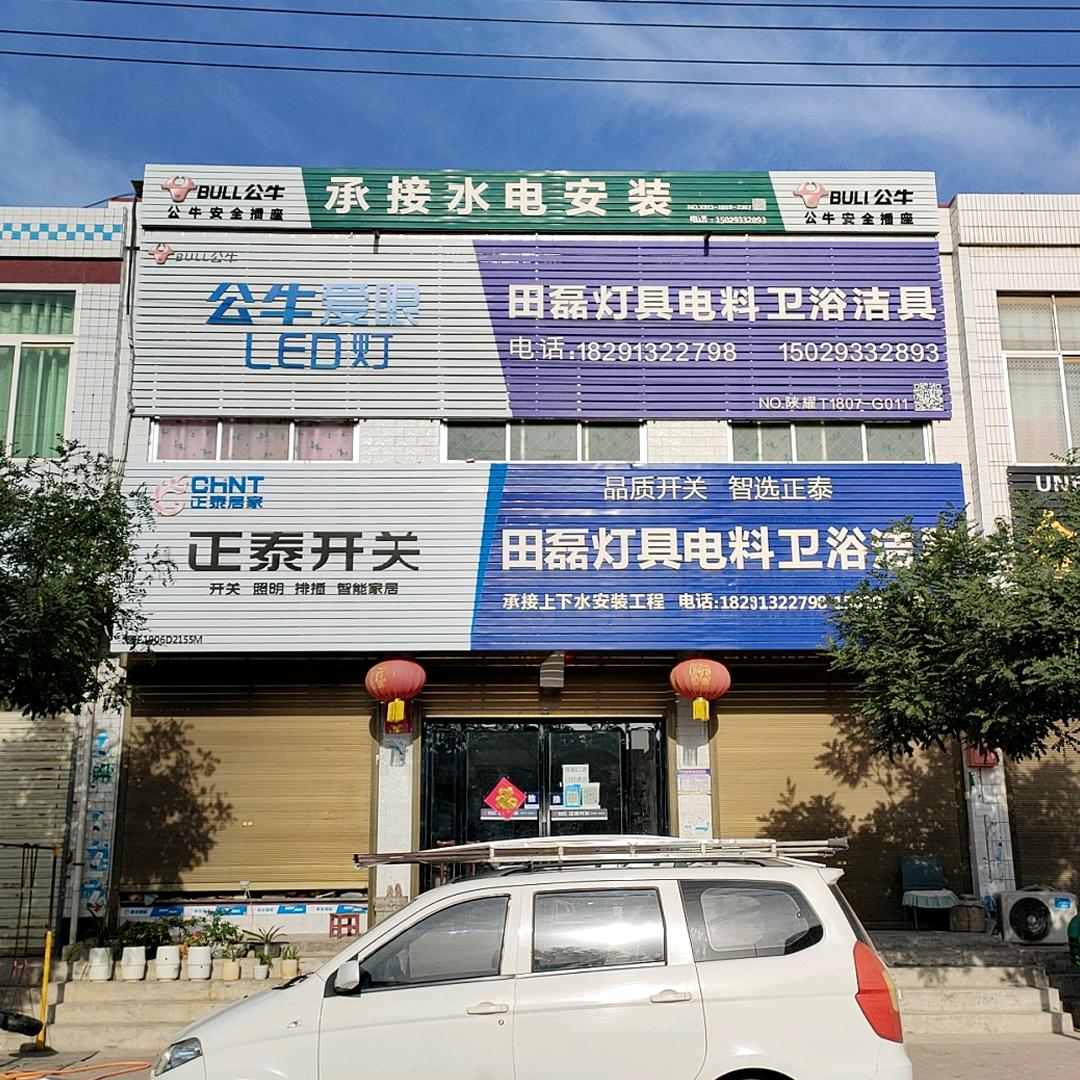 BULL公牛
公牛安全插座
承接水电安装
电话:15029332893
BULL公牛
公牛安全插座
BULL公牛
公牛爱眼
LED灯
田磊灯具电料卫浴洁具
电话:18291322798 15029332893
NO.陕耀T1807-G011
CHNT
正泰居家
正泰开关
开关 照明 排插 智能家居
品质开关 智选正泰
田磊灯具电料卫浴洁
承接上下水安装工程 电话:18291322798
UN
推
推